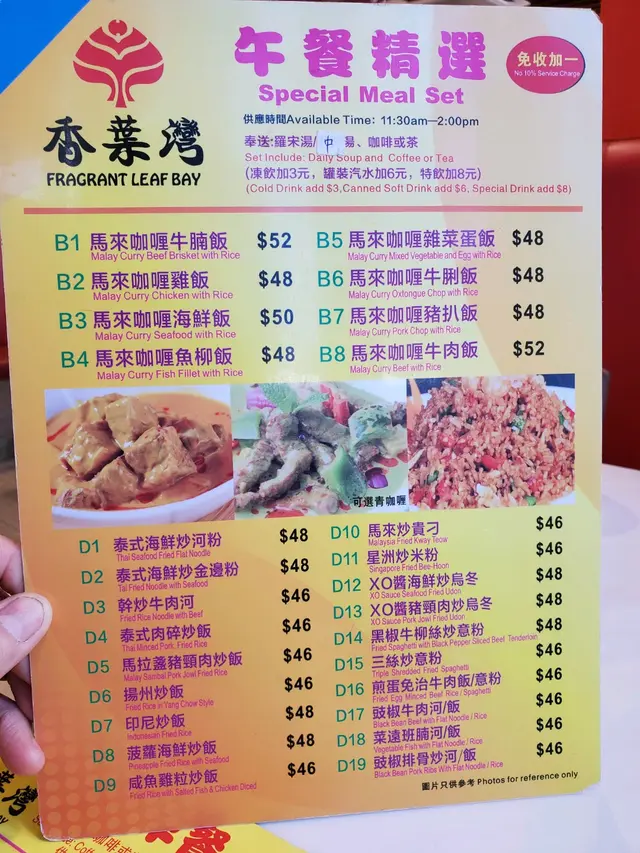 午餐精選
Special Meal Set
免收加一
No 10% Service Charge
香葉灣
FRAGRANT LEAF BAY
供應時間Available Time: 11:30am—2:00pm
奉送:羅宋湯/中 湯、咖啡或茶
Set Include: Daily Soup and Coffee or Tea
(凍飲加3元，罐裝汽水加6元，特飲加8元)
(Cold Drink add $3,Canned Soft Drink add $6, Special Drink add $8)
B1 馬來咖喱牛腩飯 $52
Malay Curry Beef Brisket with Rice
B2 馬來咖喱雞飯 $48
Malay Curry Chicken with Rice
B3 馬來咖喱海鮮飯 $50
Malay Curry Seafood with Rice
B4 馬來咖喱魚柳飯 $48
Malay Curry Fish Fillet with Rice
B5 馬來咖喱雜菜蛋飯 $48
Malay Curry Mixed Vegetable and Egg with Rice
B6 馬來咖喱牛脷飯 $48
Malay Curry Oxtongue Chop with Rice
B7 馬來咖喱豬扒飯 $48
Malay Curry Pork Chop with Rice
B8 馬來咖喱牛肉飯 $52
Malay Curry Beef with Rice
可選青咖喱
D1 泰式海鮮炒河粉 $48
Thai Seafood Fried Flat Noodle
D2 泰式海鮮炒金邊粉 $48
Tai Fried Noodle with Seafood
D3 幹炒牛肉河 $46
Fried Rice Noodle with Beef
D4 泰式肉碎炒飯 $46
Thai Minced Pork, Fried Rice
D5 馬拉盞豬頸肉炒飯 $46
Malay Sambal Pork Jowl Fried Rice
D6 揚州炒飯 $46
Fried Rice in Yang Chow Style
D7 印尼炒飯 $48
Indonesian Fried Rice
D8 菠蘿海鮮炒飯 $48
Pineapple Fried Rice with Seafood
D9 咸魚雞粒炒飯 $46
Fried Rice with Salted Fish & Chicken Diced
D10 馬來炒貴刁 $46
Malaysia Fried Kway Teow
D11 星洲炒米粉 $46
Singapore Fried Bee-Hoon
D12 XO醬海鮮炒烏冬 $48
XO Sauce Seafood Fried Udon
D13 XO醬豬頸肉炒烏冬 $48
XO Sauce Pork Jowl Fried Udon
D14 黑椒牛柳絲炒意粉 $48
Fried Spaghetti with Black Pepper Sliced Beef Tenderloin
D15 三絲炒意粉 $46
Triple Shredded Fried Spaghetti
D16 煎蛋免治牛肉飯/意粉 $46
Fried Egg Minced Beef Rice / Spaghetti
D17 豉椒牛肉河/飯 $46
Black Bean Beef with Flat Noodle / Rice
D18 菜遠班腩河/飯 $46
Vegetable Fish with Flat Noodle / Rice
D19 豉椒排骨炒河/飯 $46
Black Bean Pork Ribe With Flat Noodle / Rice
圖片只供參考 Photos for reference only